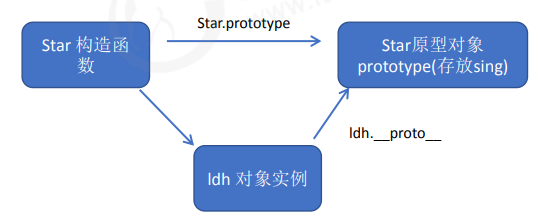 Star.prototype
Star 构造函
数
Star原型对象
prototype(存放sing)
ldh.__proto__
ldh 对象实例